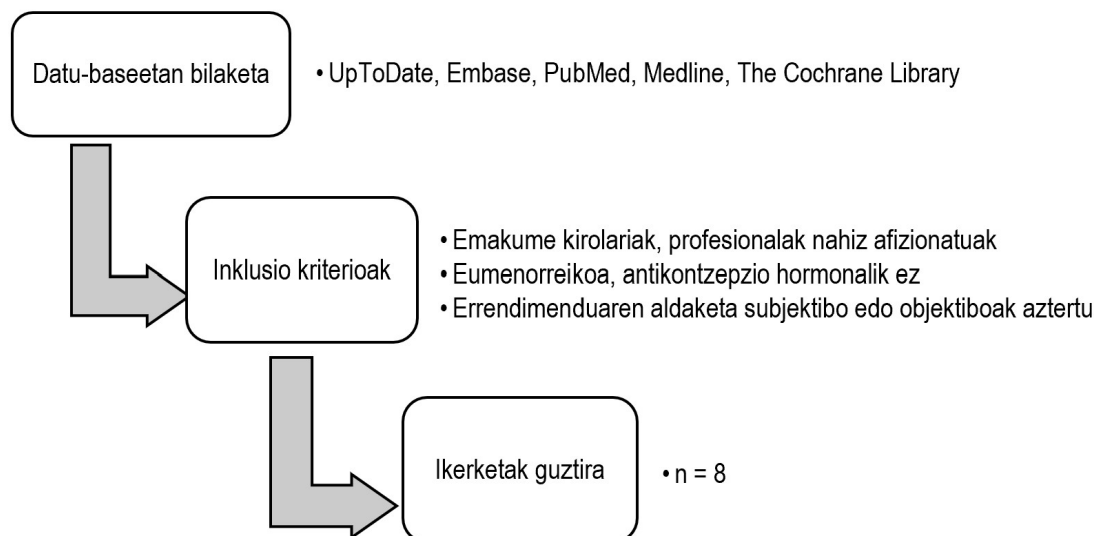 Datu-baseetan bilaketa
• UpToDate, Embase, PubMed, Medline, The Cochrane Library
Inklusio kriterioak
• Emakume kirolariak, profesionalak nahiz afizionatuak
• Eumenorreikoa, antikontzepzio hormonalik ez
• Errendimenduaren aldaketa subjektibo edo objektiboak aztertu
Ikerketak guztira
• n = 8